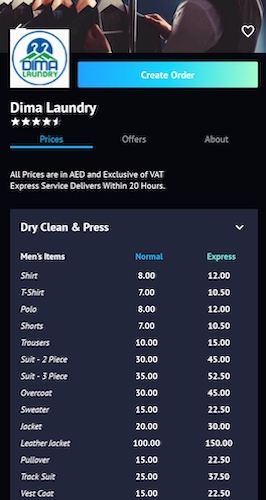 DIMA
LAUNDRY
Create Order
Dima Laundry
Prices Offers About
All Prices are in AED and Exclusive of VAT
Express Service Delivers Within 20 Hours.
Dry Clean & Press
Men's Items Normal Express
Shirt 8.00 12.00
T-Shirt 7.00 10.50
Polo 8.00 12.00
Shorts 7.00 10.50
Trousers 10.00 15.00
Suit - 2 Piece 30.00 45.00
Suit - 3 Piece 35.00 52.50
Overcoat 30.00 45.00
Sweater 15.00 22.50
Jacket 20.00 30.00
Leather Jacket 100.00 150.00
Pullover 15.00 22.50
Track Suit 25.00 37.50
Vest Coat 15.00 22.50